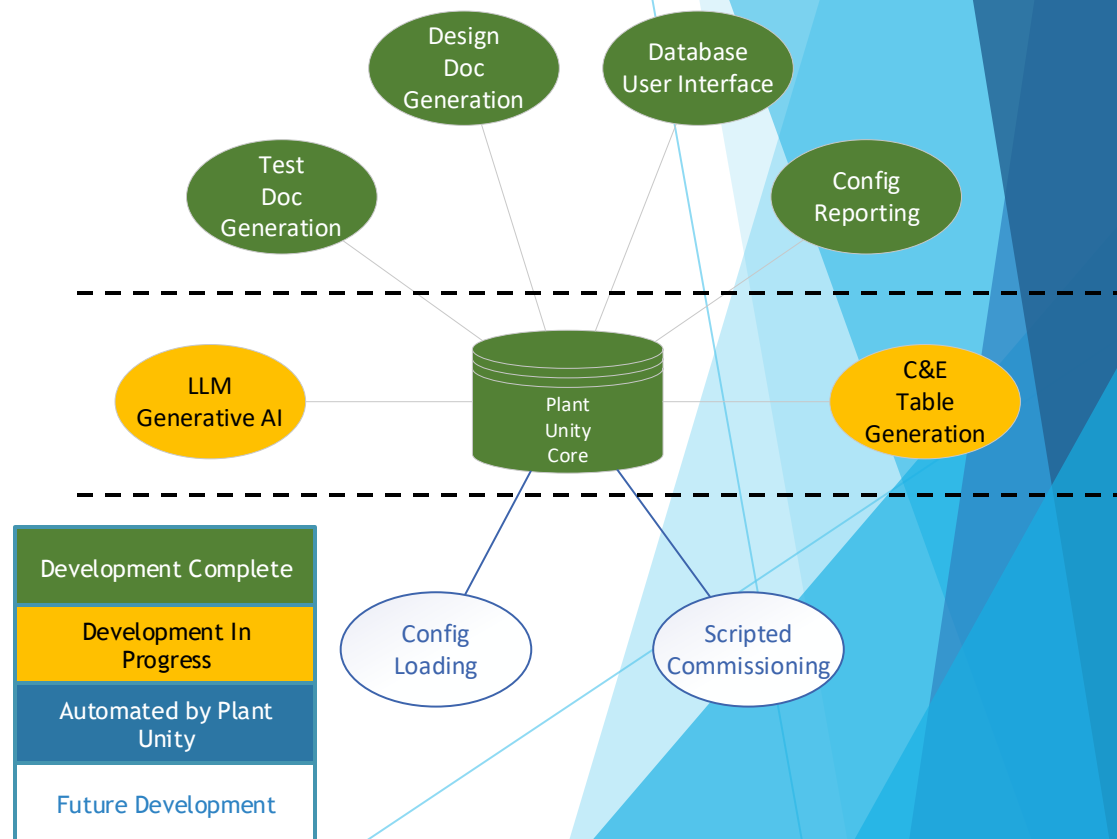 Design
Doc
Generation
Database
User Interface
Test
Doc
Generation
Config
Reporting
LLM
Generative AI
Plant
Unity
Core
C&E
Table
Generation
Development Complete
Development In
Progress
Automated by Plant
Unity
Future Development
Config
Loading
Scripted
Commissioning